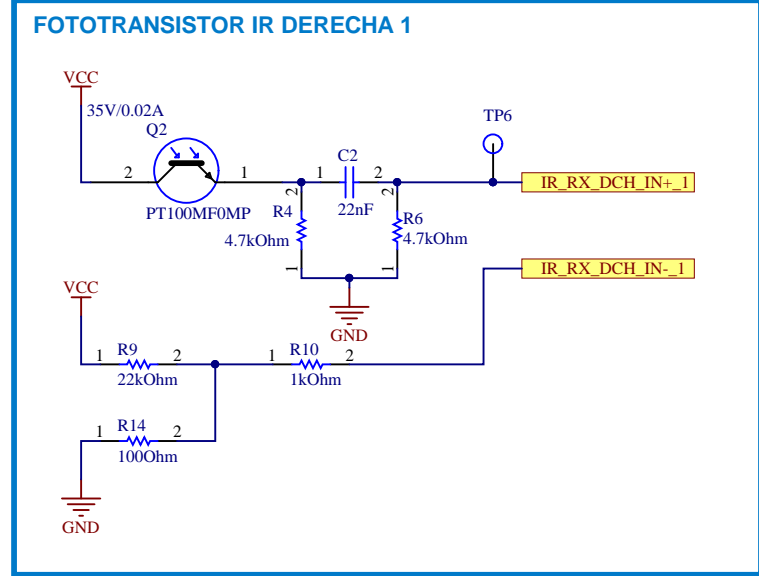 FOTOTRANSISTOR IR DERECHA 1
VCC
35V/0.02A
Q2
TP6
2
1
1
C2
2
IR_RX_DCH_IN+_1
PT100MF0MP
2
R4
22nF
2
R6
4.7kOhm
4.7kOhm
1
1
IR_RX_DCH_IN-_1
VCC
GND
1
R9
2
1
R10
2
22kOhm
1kOhm
1
R14
2
100Ohm
GND